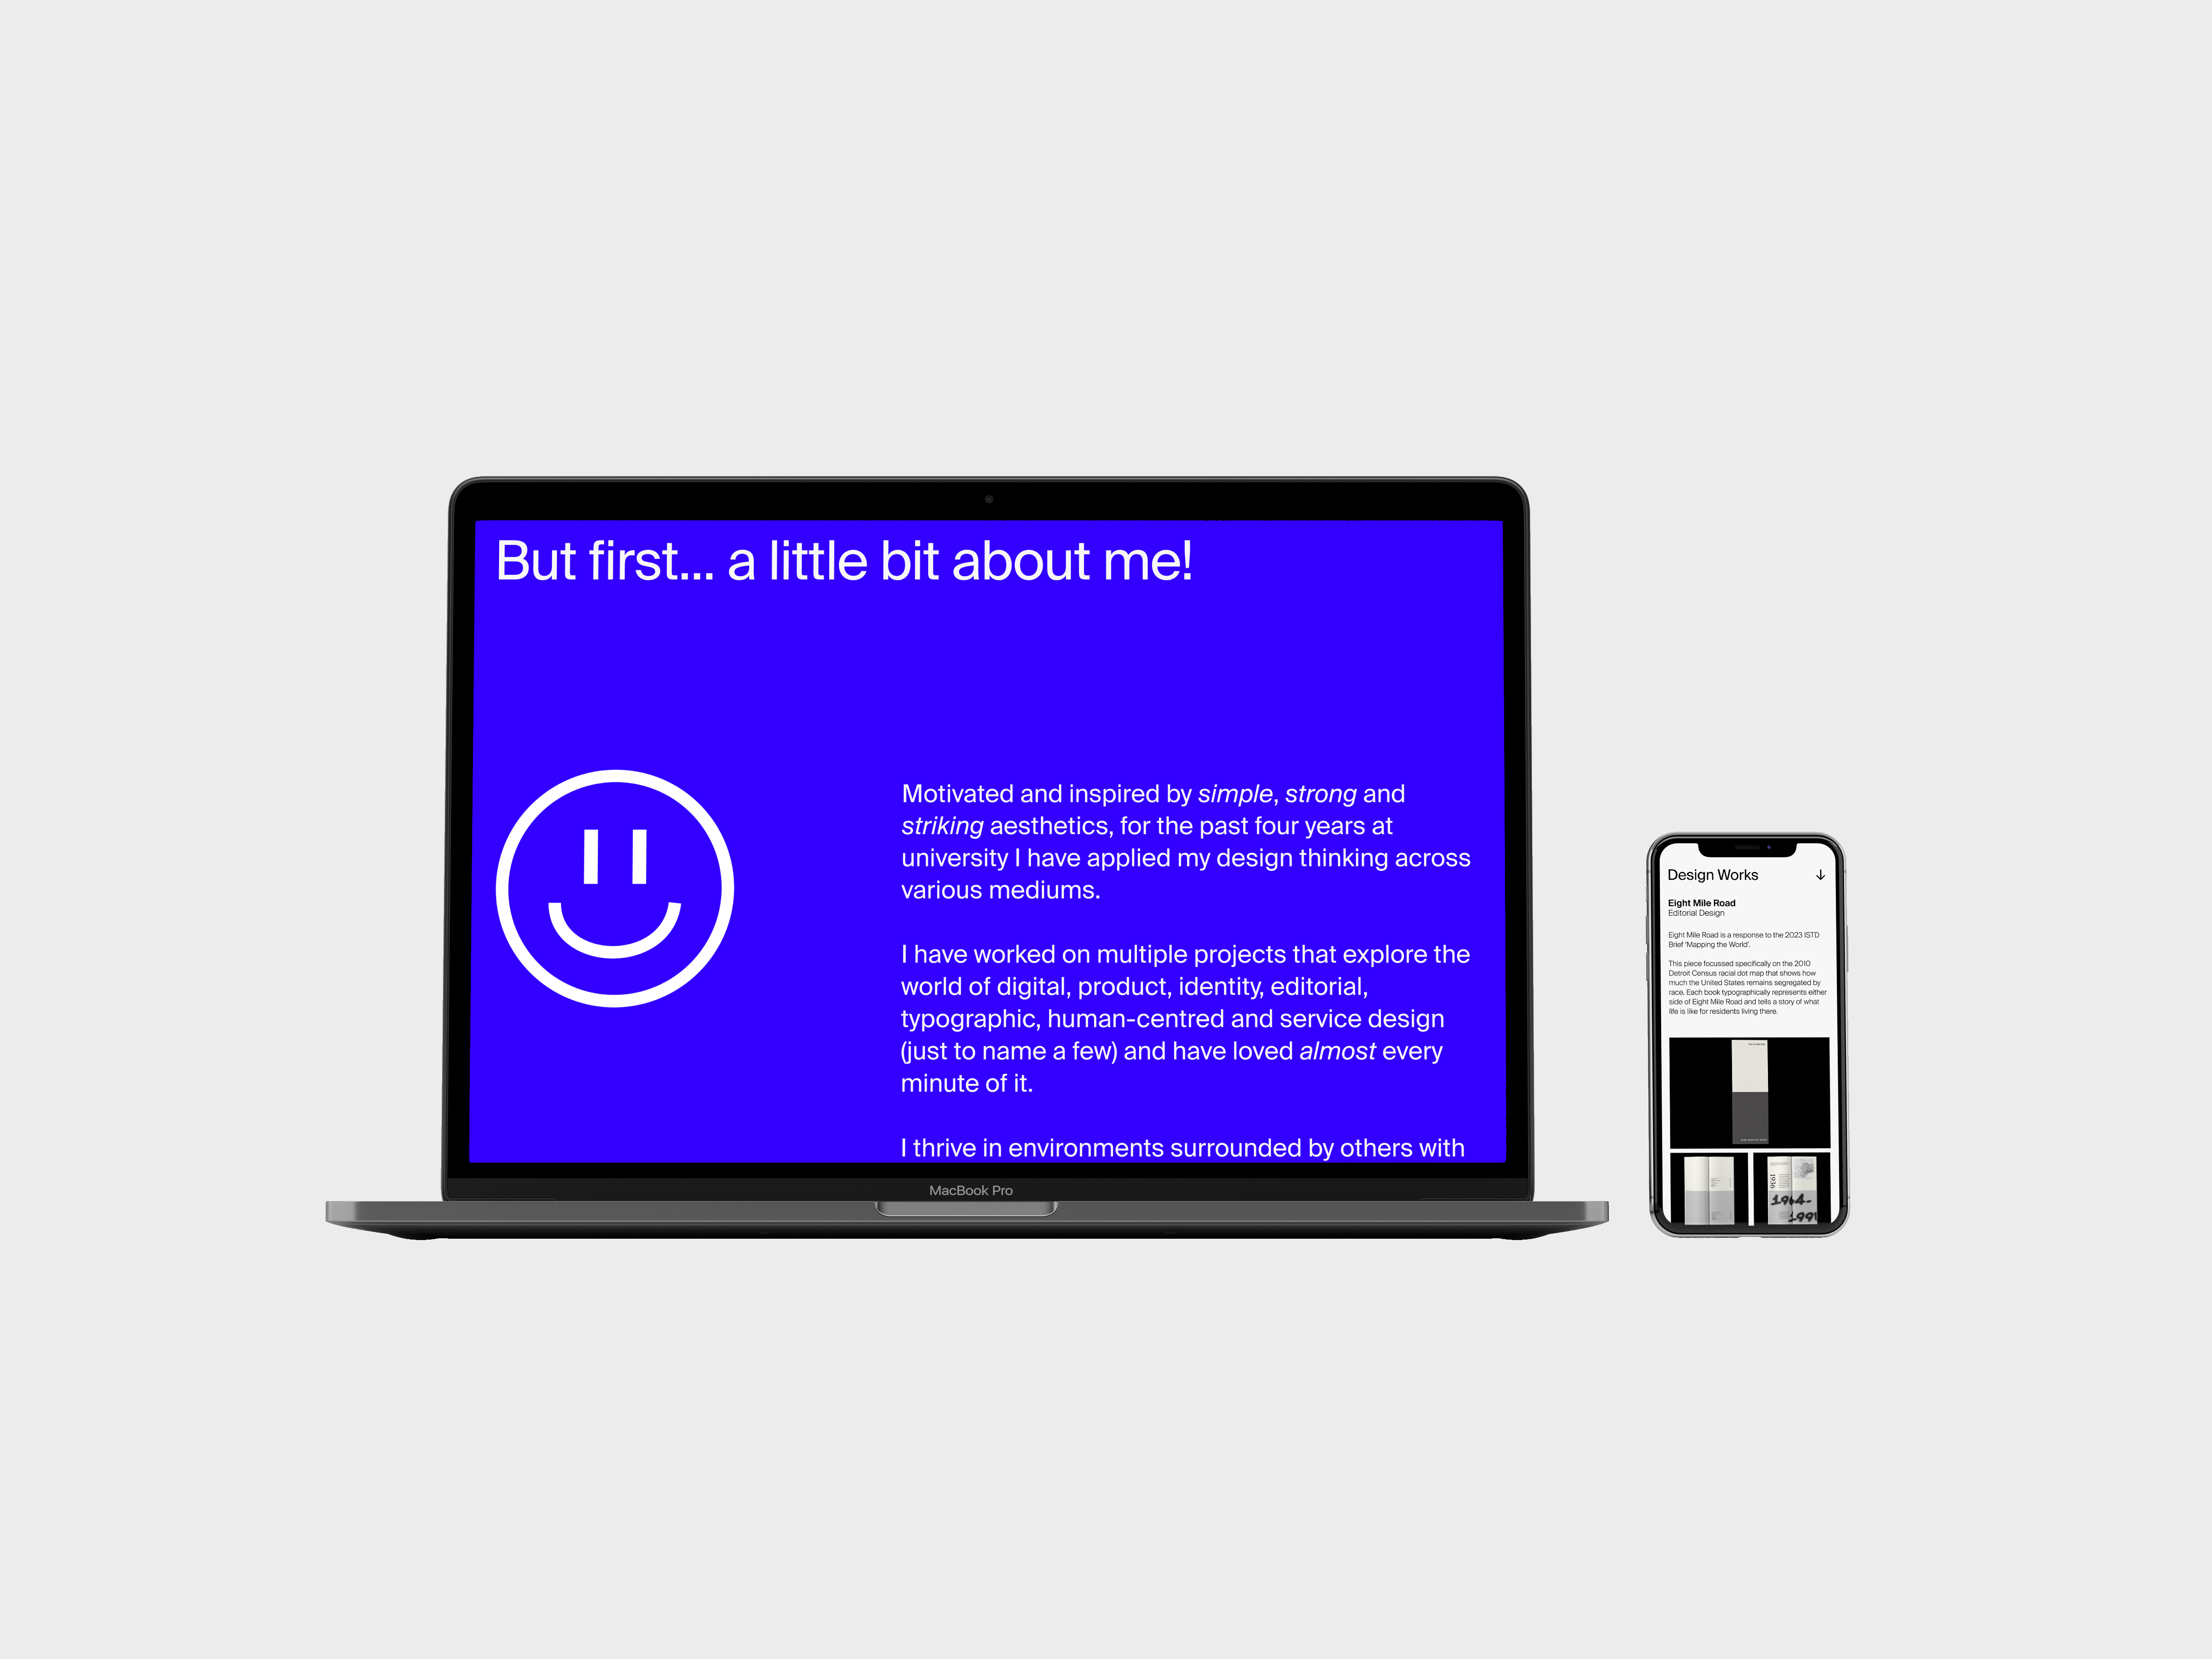 But first... a little bit about me!
Motivated and inspired by simple, strong and
striking aesthetics, for the past four years at
university I have applied my design thinking across
various mediums.
I have worked on multiple projects that explore the
world of digital, product, identity, editorial,
typographic, human-centred and service design
(just to name a few) and have loved almost every
minute of it.
I thrive in environments surrounded by others with
MacBook Pro
Design Works
Eight Mile Road
Editorial Design
Eight Mile Road is a response to the 2023 ISTD
Brief ‘Mapping the World’.
This piece focussed specifically on the 2010
Detroit Census racial dot map that shows how
much the United States remains segregated by
race. Each book typographically represents either
side of Eight Mile Road and tells a story of what
life is like for residents living there.
1936
1964-
1991